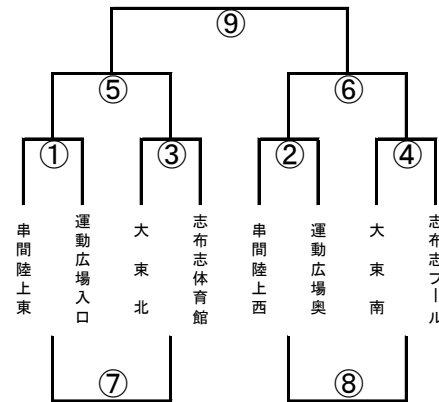 ⑨
⑤
⑥
①
③
②
④
串間陸上東
運動広場入口
大東北
志布志体育館
串間陸上西
運動広場奥
大東南
志布志プール
⑦
⑧